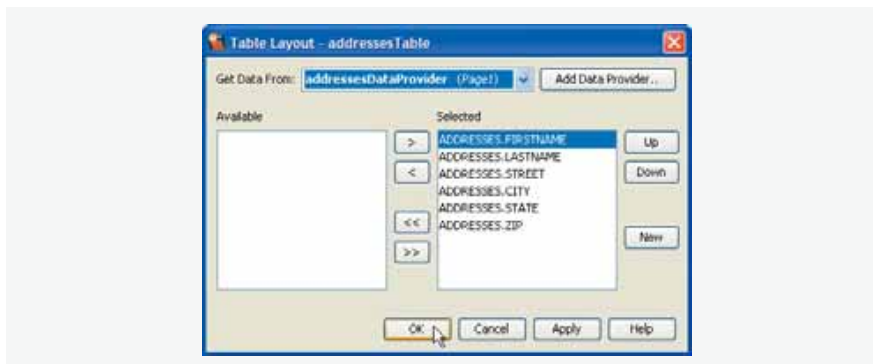 Table Layout - addressesTable
Get Data From: addressesDataProvider (Page1) Add Data Provider...
Available
Selected
>
<
<<
>>
ADDRESSES.FIRSTNAME
ADDRESSES.LASTNAME
ADDRESSES.STREET
ADDRESSES.CITY
ADDRESSES.STATE
ADDRESSES.ZIP
Up
Down
New
OK Cancel Apply Help